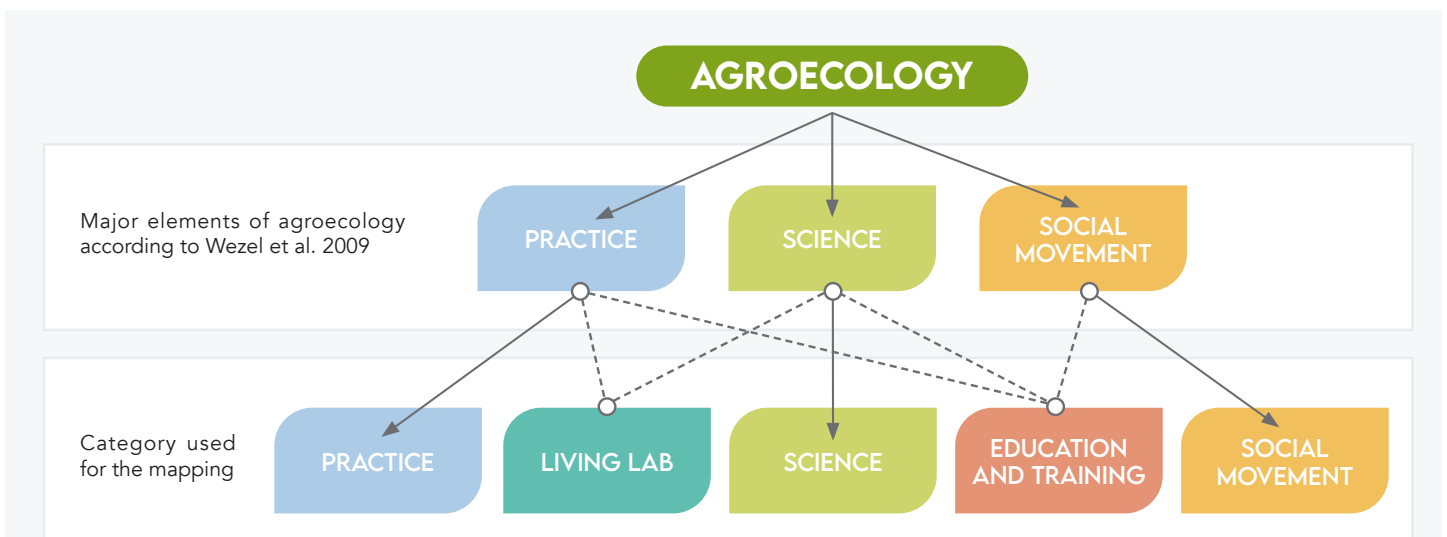 AGROECOLOGY
Major elements of agroecology
according to Wezel et al. 2009
PRACTICE
SCIENCE
SOCIAL
MOVEMENT
Category used
for the mapping
PRACTICE
LIVING LAB
SCIENCE
EDUCATION
AND TRAINING
SOCIAL
MOVEMENT